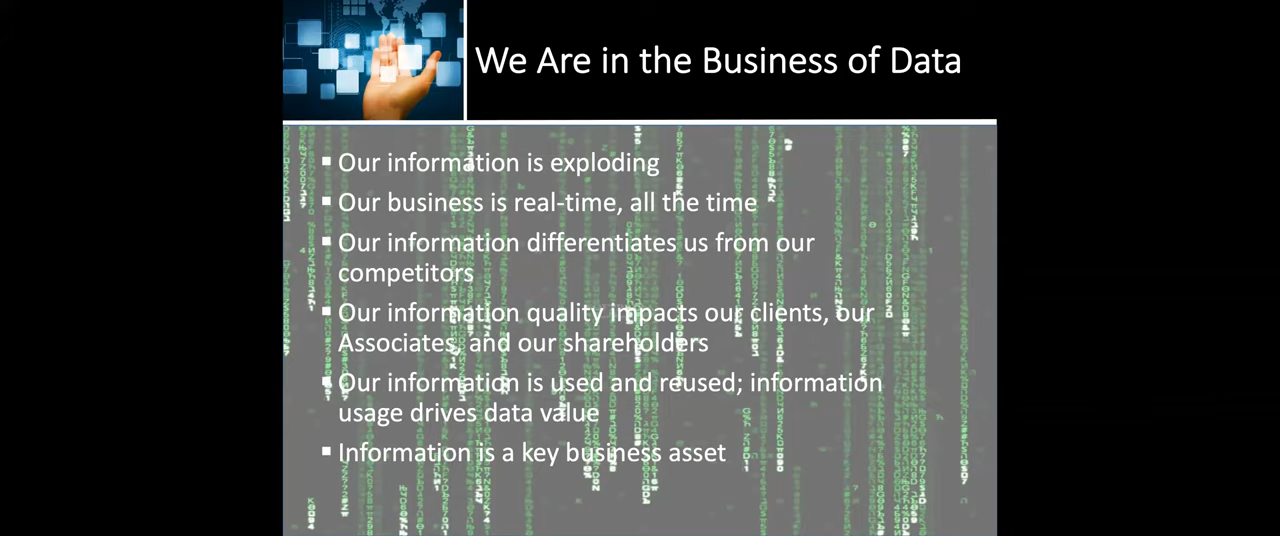 We Are in the Business of Data
▪ Our information is exploding
▪ Our business is real-time, all the time
▪ Our information differentiates us from our
competitors
▪ Our information quality impacts our clients, our
Associates, and our shareholders
▪ Our information is used and reused; information
usage drives data value
▪ Information is a key business asset